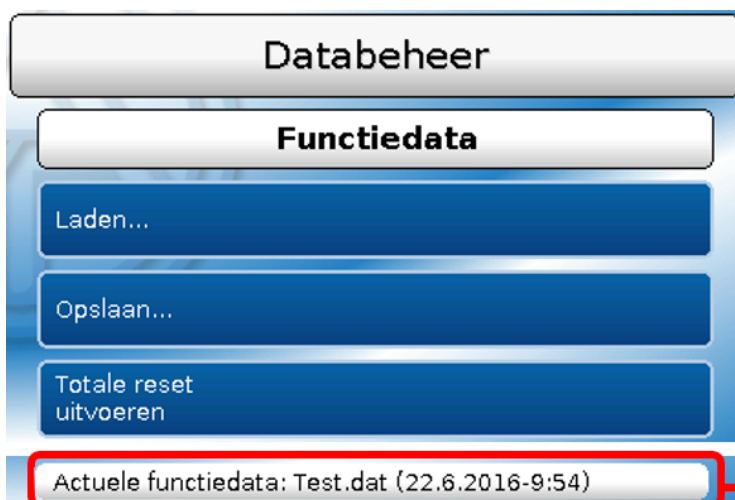 Databeheer
Functiedata
Laden...
Opslaan...
Totale reset
uitvoeren
Actuele functiedata: Test.dat (22.6.2016-9:54)